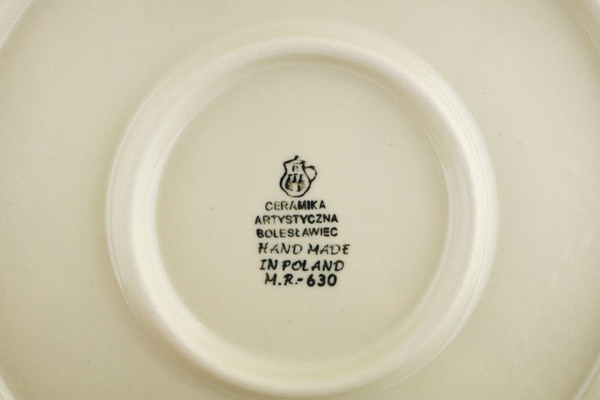 CERAMIKA
ARTYSTYCZNA
BOLESŁAWIEC
HAND MADE
IN POLAND
M.R.-630